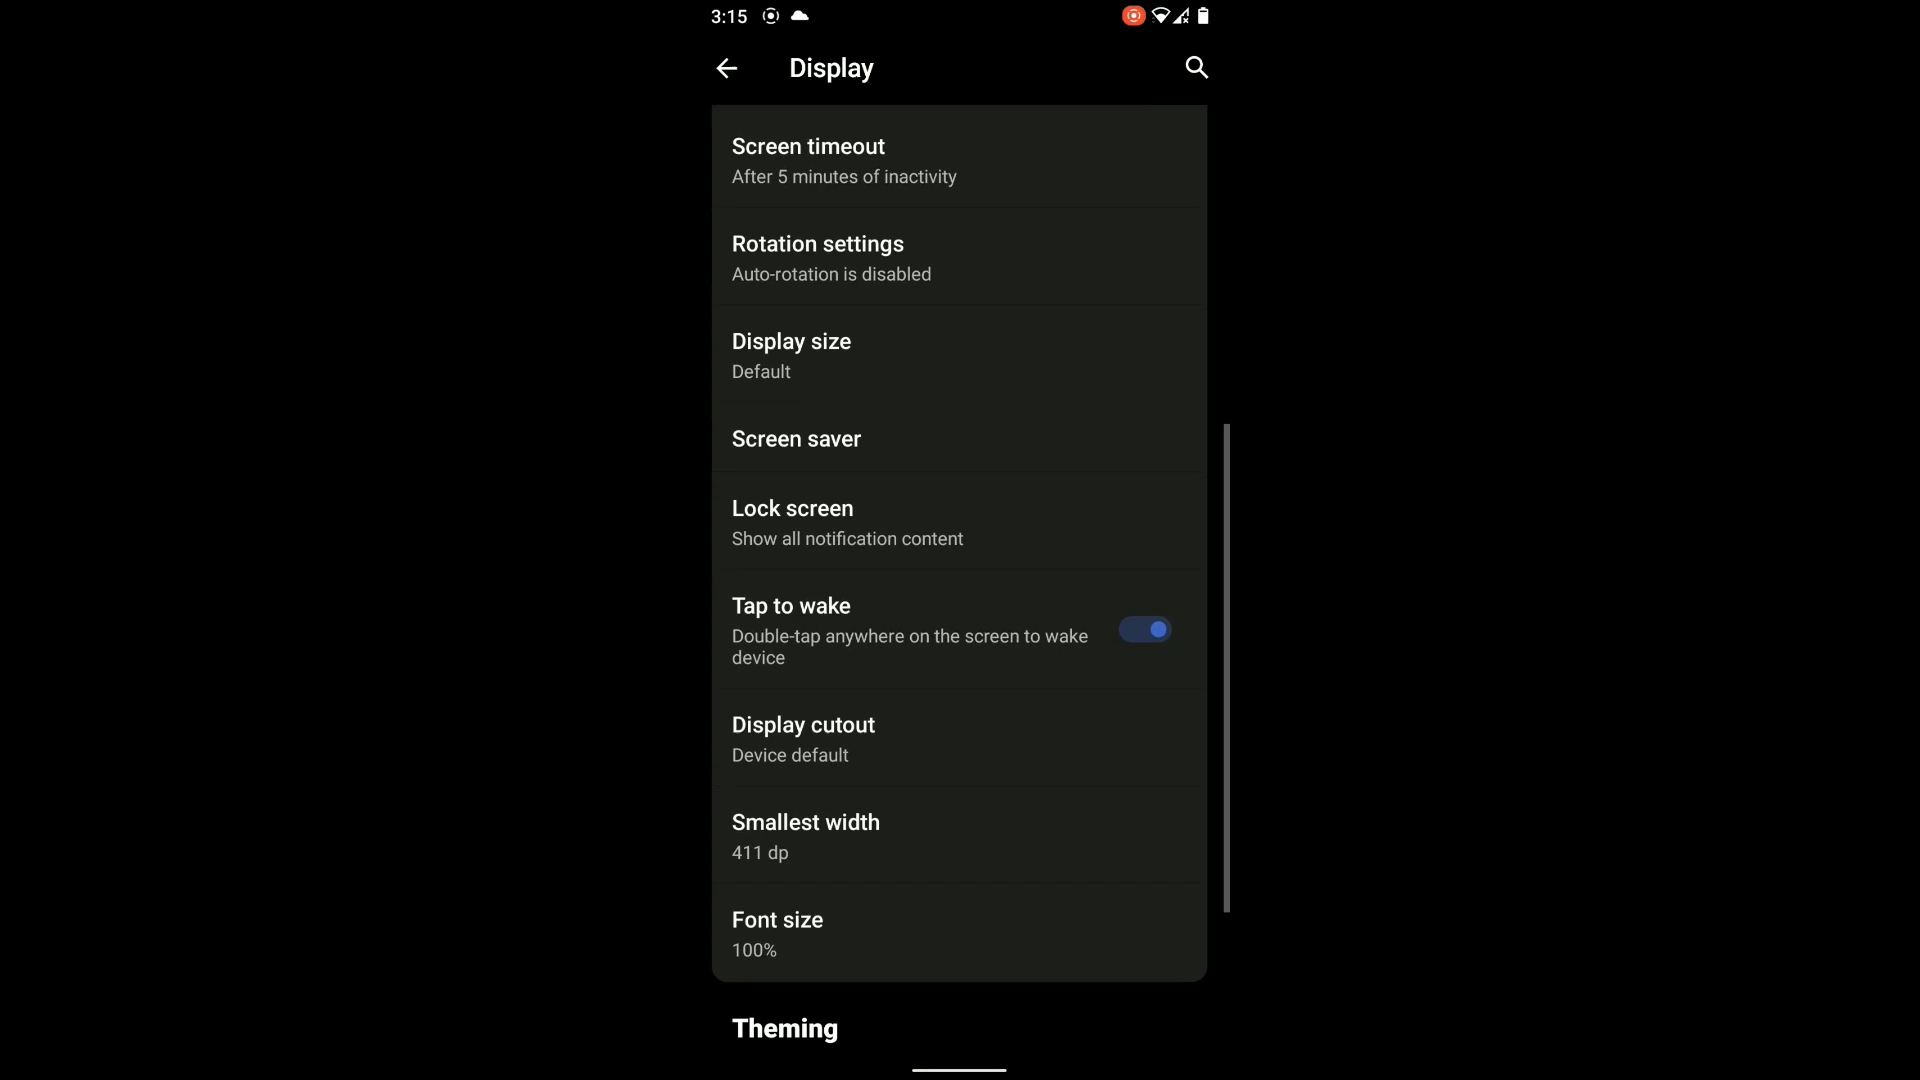 3:15
Display
Screen timeout
After 5 minutes of inactivity
Rotation settings
Auto-rotation is disabled
Display size
Default
Screen saver
Lock screen
Show all notification content
Tap to wake
Double-tap anywhere on the screen to wake
device
Display cutout
Device default
Smallest width
411 dp
Font size
100%
Theming